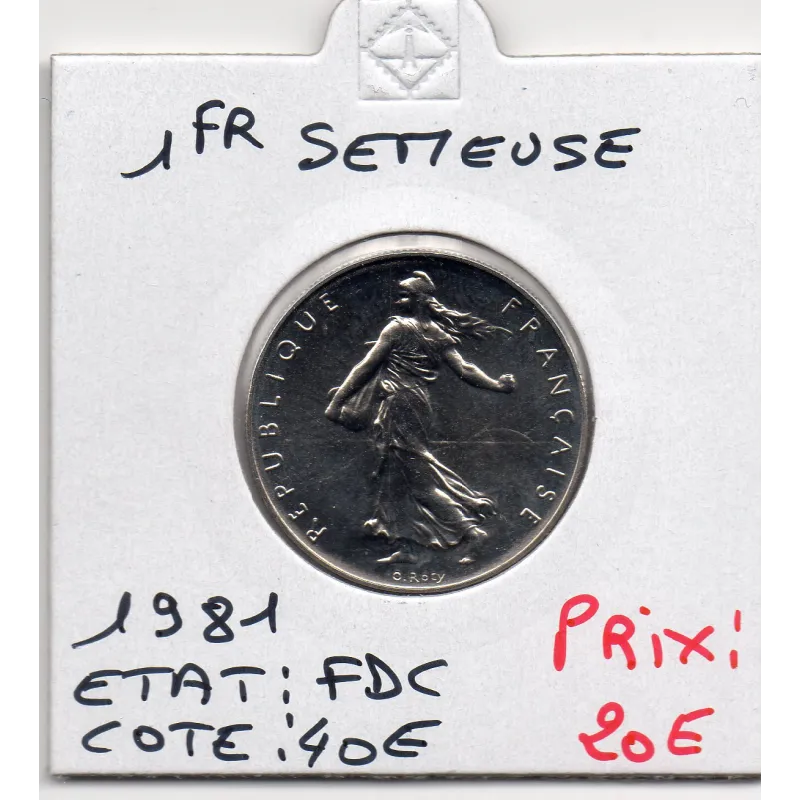 1FR SEMEUSE
REPUBLIQUE FRANÇAISE
O. Roty
1981
ETAT: FDC
COTE: 40E
PRIX:
20E